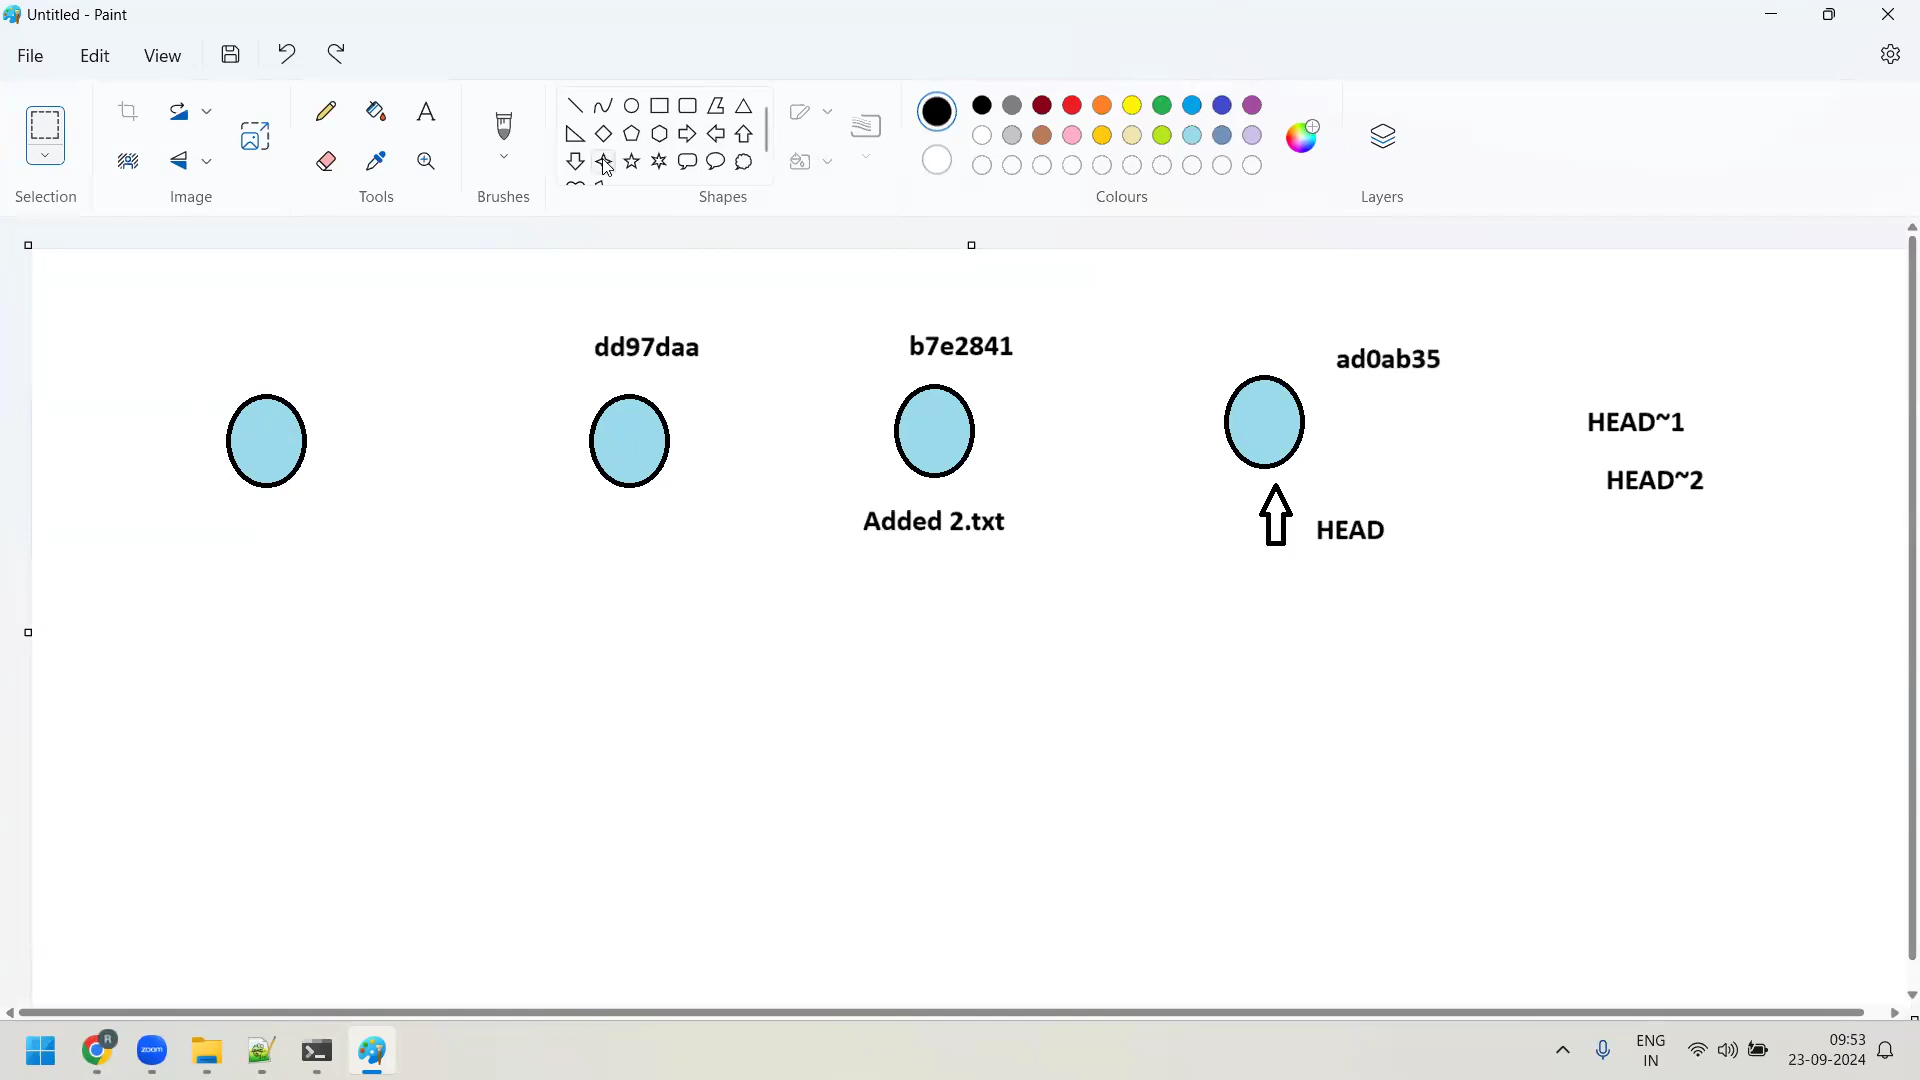 Untitled - Paint
File Edit View
Selection Image Tools Brushes Shapes Colours Layers
dd97daa
b7e2841
ad0ab35
HEAD~1
HEAD~2
Added 2.txt
HEAD
R
zoom
ENG
IN
09:53
23-09-2024